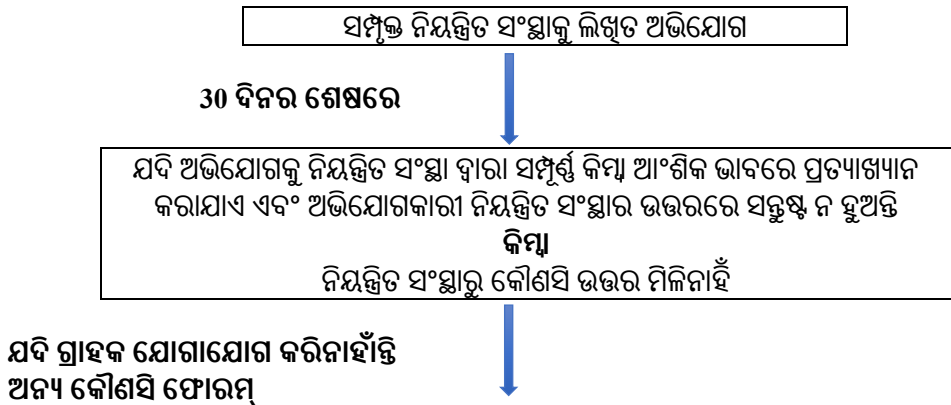 ସମ୍ପୃକ୍ତ ନିୟନ୍ତ୍ରିତ ସଂସ୍ଥାକୁ ଲିଖିତ ଅଭିଯୋଗ
30 ଦିନର ଶେଷରେ
ଯଦି ଅଭିଯୋଗକୁ ନିୟନ୍ତ୍ରିତ ସଂସ୍ଥା ଦ୍ୱାରା ସମ୍ପୂର୍ଣ୍ଣ କିମ୍ବା ଆଂଶିକ ଭାବରେ ପ୍ରତ୍ୟାଖ୍ୟାନ
କରାଯାଏ ଏବଂ ଅଭିଯୋଗକାରୀ ନିୟନ୍ତ୍ରିତ ସଂସ୍ଥାର ଉତ୍ତରରେ ସନ୍ତୁଷ୍ଟ ନ ହୁଅନ୍ତି
କିମ୍ବା
ନିୟନ୍ତ୍ରିତ ସଂସ୍ଥାରୁ କୌଣସି ଉତ୍ତର ମିଳିନାହିଁ
ଯଦି ଗ୍ରାହକ ଯୋଗାଯୋଗ କରିନାହାଁନ୍ତି
ଅନ୍ୟ କୌଣସି ଫୋରମ୍